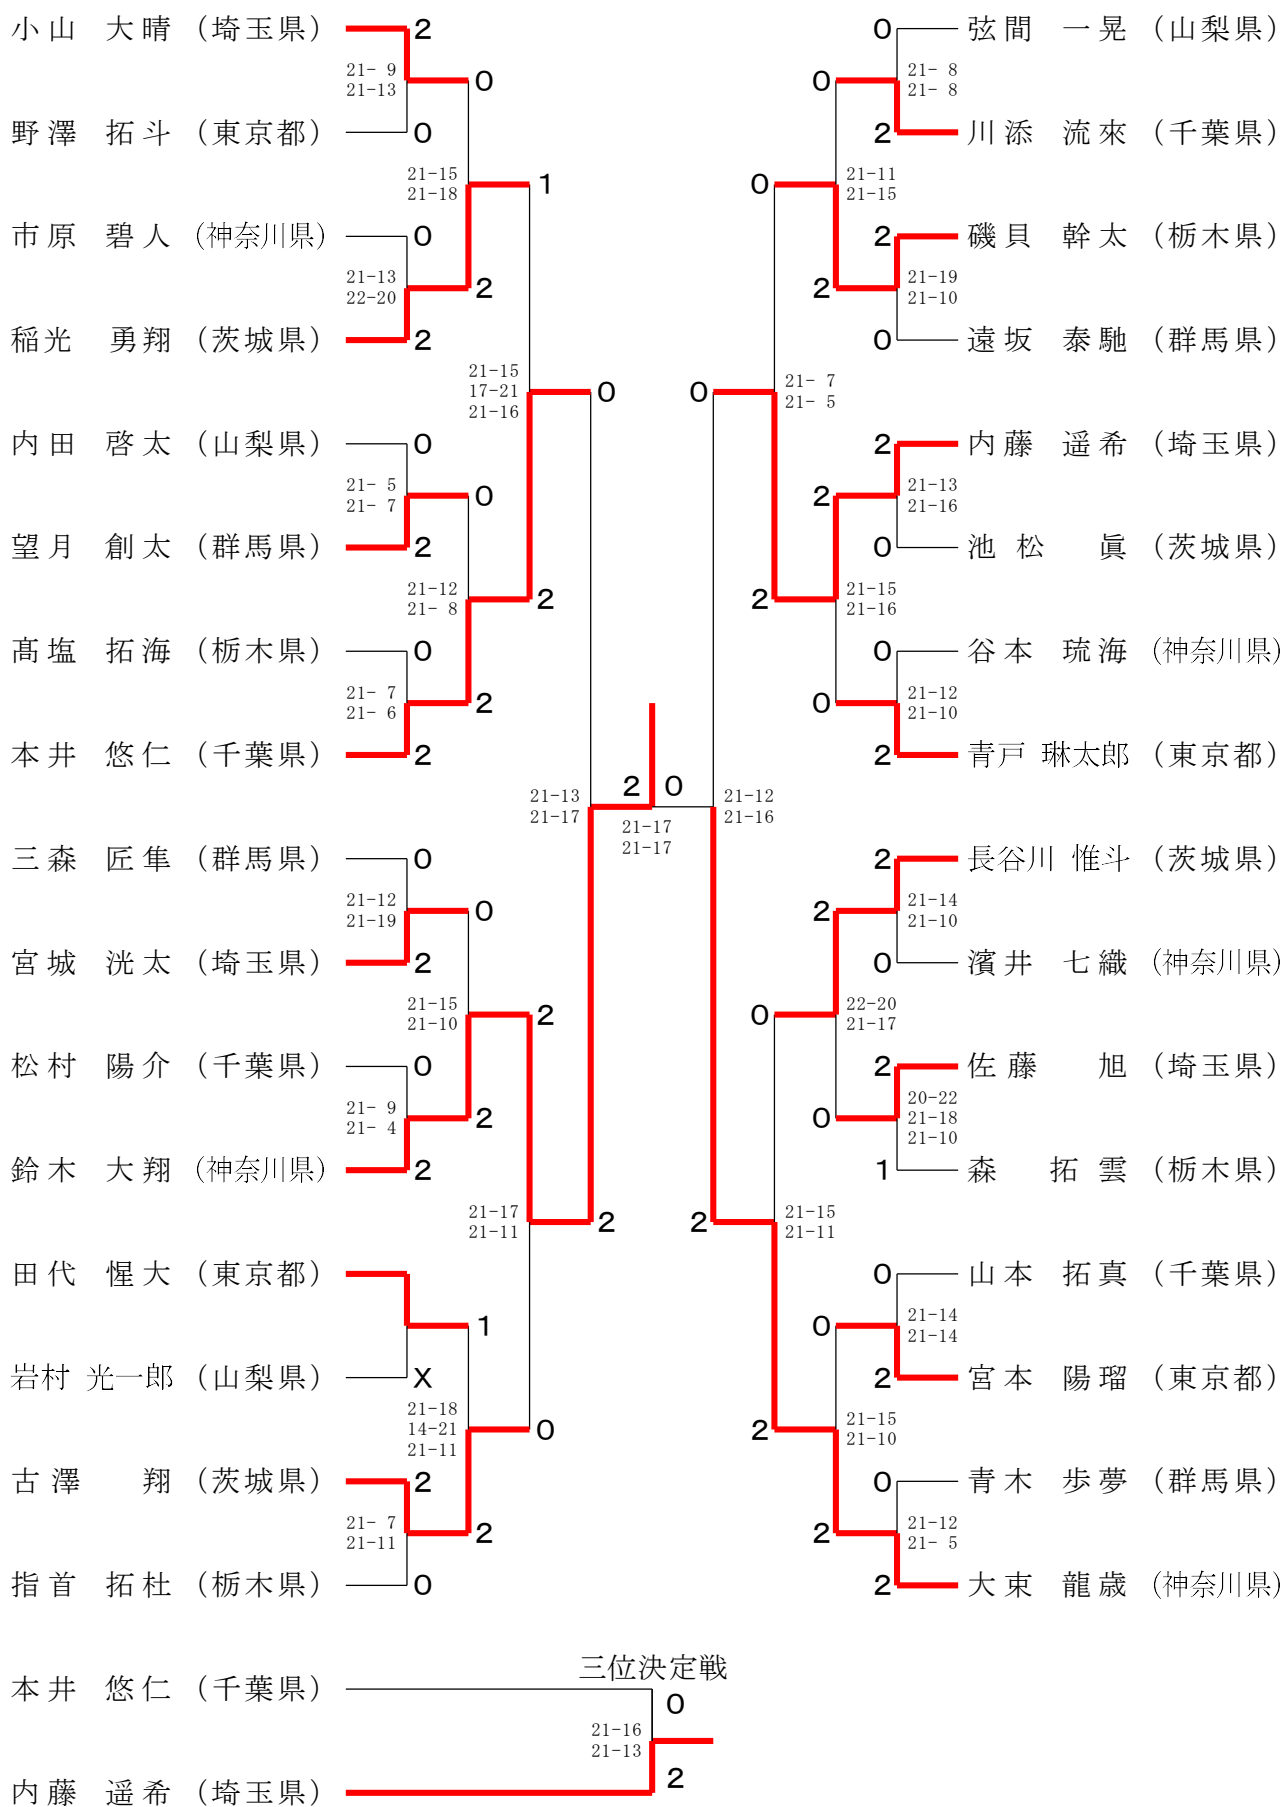 小山 大晴 (埼玉県) 2
21- 9
21-13
0
野澤 拓斗 (東京都) 0
21-15
21-18
1
市原 碧人 (神奈川県) 0
21-13
22-20
2
稲光 勇翔 (茨城県) 2
21-15
17-21
21-16
0
内田 啓太 (山梨県) 0
21- 5
21- 7
0
望月 創太 (群馬県) 2
21-12
21- 8
2
髙塩 拓海 (栃木県) 0
21- 7
21- 6
2
本井 悠仁 (千葉県) 2
21-13
21-17
三森 匠隼 (群馬県) 0
21-12
21-19
0
宮城 洸太 (埼玉県) 2
21-15
21-10
2
松村 陽介 (千葉県) 0
21- 9
21- 4
2
鈴木 大翔 (神奈川県) 2
21-17
21-11
2
田代 惺大 (東京都)
1
岩村 光一郎 (山梨県) X
21-18
14-21
21-11
0
古澤 翔 (茨城県) 2
21- 7
21-11
2
指首 拓杜 (栃木県) 0
2 0
21-17
21-17
0 弦間 一晃 (山梨県)
21- 8
21- 8
0
2 川添 流來 (千葉県)
21-11
21-15
0
2 磯貝 幹太 (栃木県)
21-19
21-10
2
0 遠坂 泰馳 (群馬県)
21- 7
21- 5
0
2 内藤 遥希 (埼玉県)
21-13
21-16
2
0 池松 眞 (茨城県)
21-15
21-16
2
0 谷本 琉海 (神奈川県)
21-12
21-10
0
2 青戸 琳太郎 (東京都)
21-12
21-16
2 長谷川 惟斗 (茨城県)
21-14
21-10
2
0 濱井 七織 (神奈川県)
22-20
21-17
0
2 佐藤 旭 (埼玉県)
20-22
21-18
21-10
0
1 森 拓雲 (栃木県)
21-15
21-11
2
0 山本 拓真 (千葉県)
21-14
21-14
0
2 宮本 陽瑠 (東京都)
21-15
21-10
2
0 青木 歩夢 (群馬県)
21-12
21- 5
2
2 大束 龍歳 (神奈川県)
三位決定戦
本井 悠仁 (千葉県) 0
21-16
21-13
内藤 遥希 (埼玉県) 2